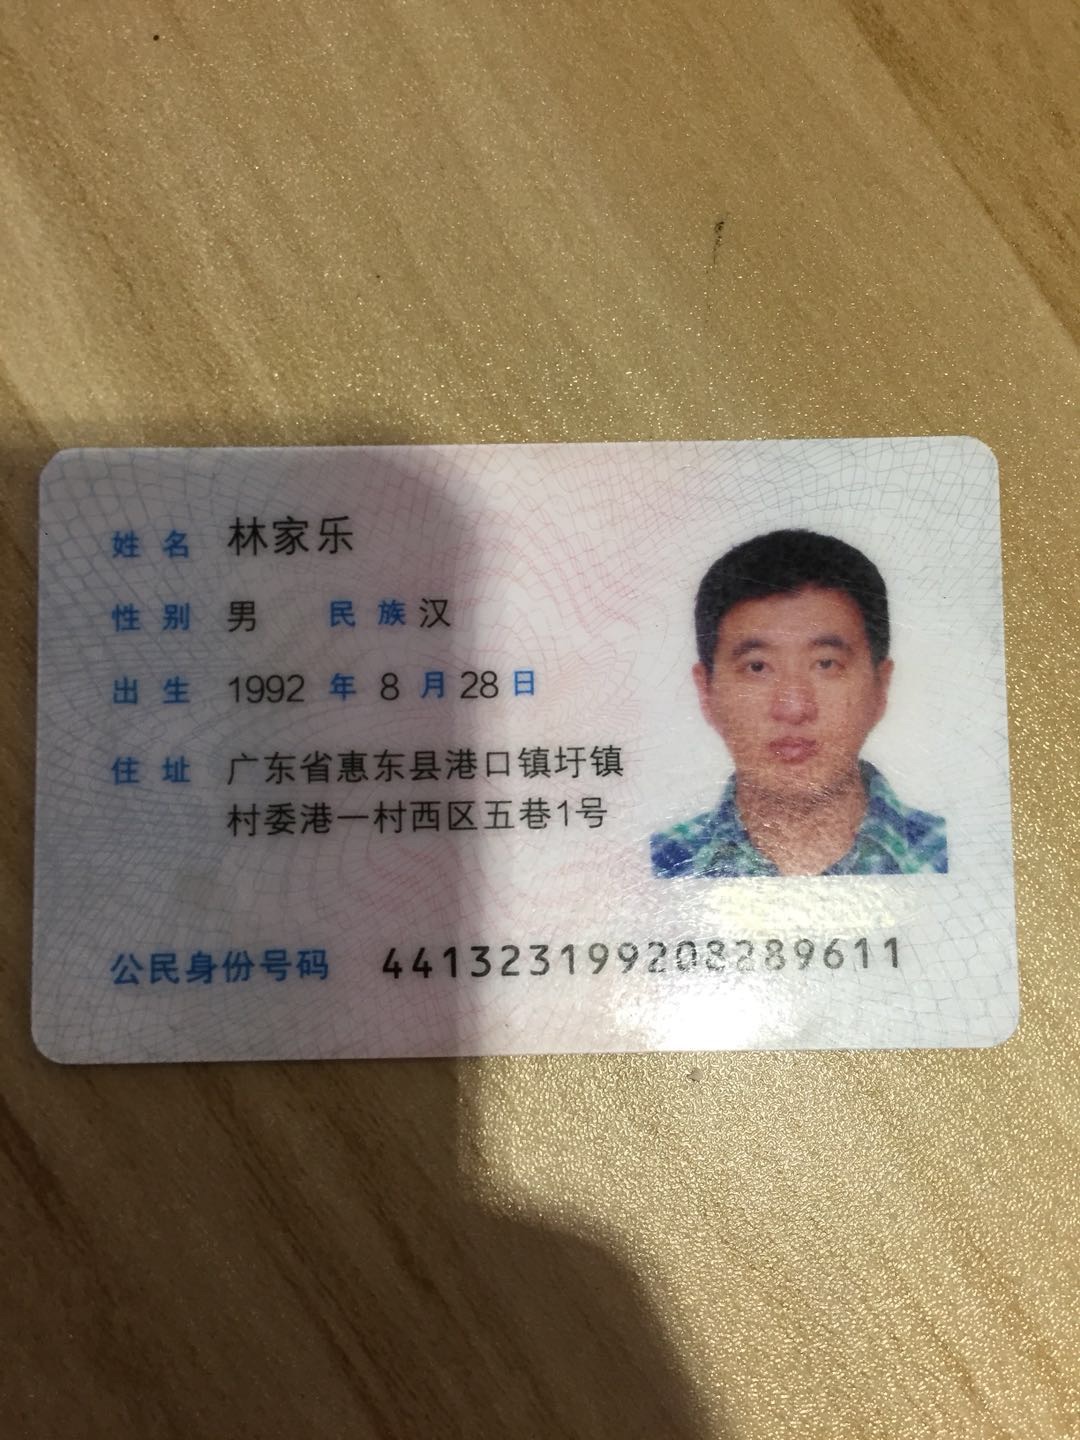 姓名 林家乐
性别 男 民族 汉
出生 1992 年 8 月 28 日
住址 广东省惠东县港口镇圩镇
村委港一村西区五巷1号
公民身份号码 441323199208289611